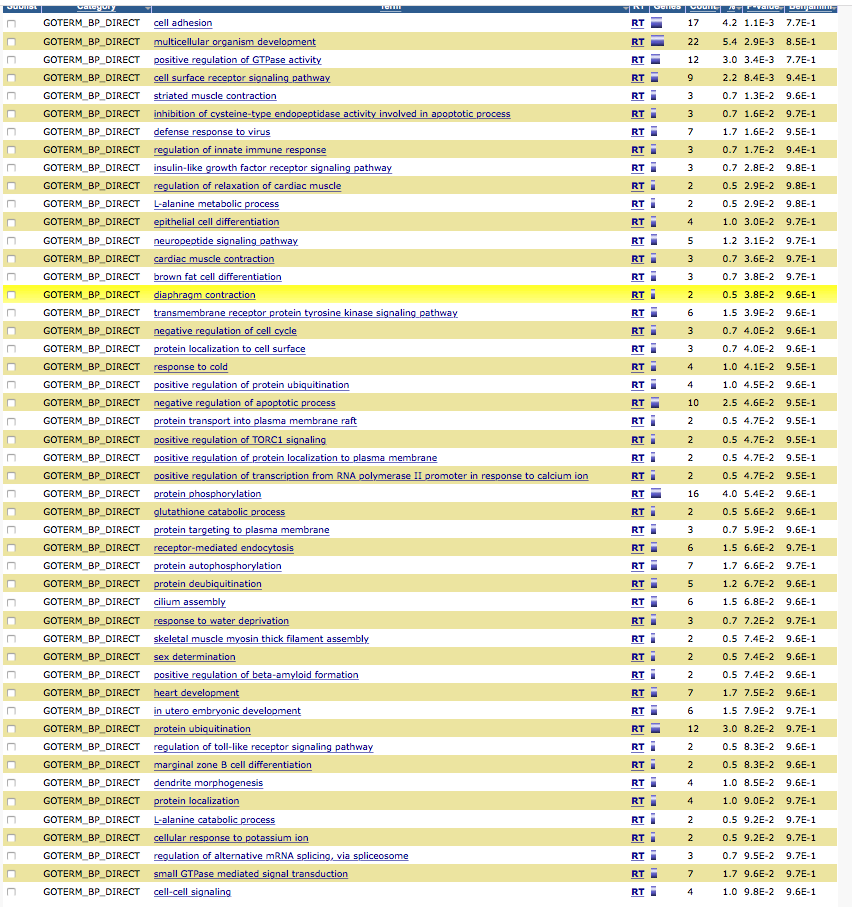 Sublist Category Term RT Genes Count % P-Value Benjamini
GOTERM_BP_DIRECT cell adhesion RT 17 4.2 1.1E-3 7.7E-1
GOTERM_BP_DIRECT multicellular organism development RT 22 5.4 2.9E-3 8.5E-1
GOTERM_BP_DIRECT positive regulation of GTPase activity RT 12 3.0 3.4E-3 7.7E-1
GOTERM_BP_DIRECT cell surface receptor signaling pathway RT 9 2.2 8.4E-3 9.4E-1
GOTERM_BP_DIRECT striated muscle contraction RT 3 0.7 1.3E-2 9.6E-1
GOTERM_BP_DIRECT inhibition of cysteine-type endopeptidase activity involved in apoptotic process RT 3 0.7 1.6E-2 9.7E-1
GOTERM_BP_DIRECT defense response to virus RT 7 1.7 1.6E-2 9.5E-1
GOTERM_BP_DIRECT regulation of innate immune response RT 3 0.7 1.7E-2 9.4E-1
GOTERM_BP_DIRECT insulin-like growth factor receptor signaling pathway RT 3 0.7 2.8E-2 9.8E-1
GOTERM_BP_DIRECT regulation of relaxation of cardiac muscle RT 2 0.5 2.9E-2 9.8E-1
GOTERM_BP_DIRECT L-alanine metabolic process RT 2 0.5 2.9E-2 9.8E-1
GOTERM_BP_DIRECT epithelial cell differentiation RT 4 1.0 3.0E-2 9.7E-1
GOTERM_BP_DIRECT neuropeptide signaling pathway RT 5 1.2 3.1E-2 9.7E-1
GOTERM_BP_DIRECT cardiac muscle contraction RT 3 0.7 3.6E-2 9.7E-1
GOTERM_BP_DIRECT brown fat cell differentiation RT 3 0.7 3.8E-2 9.7E-1
GOTERM_BP_DIRECT diaphragm contraction RT 2 0.5 3.8E-2 9.6E-1
GOTERM_BP_DIRECT transmembrane receptor protein tyrosine kinase signaling pathway RT 6 1.5 3.9E-2 9.6E-1
GOTERM_BP_DIRECT negative regulation of cell cycle RT 3 0.7 4.0E-2 9.6E-1
GOTERM_BP_DIRECT protein localization to cell surface RT 3 0.7 4.0E-2 9.6E-1
GOTERM_BP_DIRECT response to cold RT 4 1.0 4.1E-2 9.5E-1
GOTERM_BP_DIRECT positive regulation of protein ubiquitination RT 4 1.0 4.5E-2 9.6E-1
GOTERM_BP_DIRECT negative regulation of apoptotic process RT 10 2.5 4.6E-2 9.5E-1
GOTERM_BP_DIRECT protein transport into plasma membrane raft RT 2 0.5 4.7E-2 9.5E-1
GOTERM_BP_DIRECT positive regulation of TORC1 signaling RT 2 0.5 4.7E-2 9.5E-1
GOTERM_BP_DIRECT positive regulation of protein localization to plasma membrane RT 2 0.5 4.7E-2 9.5E-1
GOTERM_BP_DIRECT positive regulation of transcription from RNA polymerase II promoter in response to calcium ion RT 2 0.5 4.7E-2 9.5E-1
GOTERM_BP_DIRECT protein phosphorylation RT 16 4.0 5.4E-2 9.6E-1
GOTERM_BP_DIRECT glutathione catabolic process RT 2 0.5 5.6E-2 9.6E-1
GOTERM_BP_DIRECT protein targeting to plasma membrane RT 3 0.7 5.9E-2 9.6E-1
GOTERM_BP_DIRECT receptor-mediated endocytosis RT 6 1.5 6.6E-2 9.7E-1
GOTERM_BP_DIRECT protein autophosphorylation RT 7 1.7 6.6E-2 9.7E-1
GOTERM_BP_DIRECT protein deubiquitination RT 5 1.2 6.7E-2 9.6E-1
GOTERM_BP_DIRECT cilium assembly RT 6 1.5 6.8E-2 9.6E-1
GOTERM_BP_DIRECT response to water deprivation RT 3 0.7 7.2E-2 9.7E-1
GOTERM_BP_DIRECT skeletal muscle myosin thick filament assembly RT 2 0.5 7.4E-2 9.6E-1
GOTERM_BP_DIRECT sex determination RT 2 0.5 7.4E-2 9.6E-1
GOTERM_BP_DIRECT positive regulation of beta-amyloid formation RT 2 0.5 7.4E-2 9.6E-1
GOTERM_BP_DIRECT heart development RT 7 1.7 7.5E-2 9.6E-1
GOTERM_BP_DIRECT in utero embryonic development RT 6 1.5 7.9E-2 9.7E-1
GOTERM_BP_DIRECT protein ubiquitination RT 12 3.0 8.2E-2 9.7E-1
GOTERM_BP_DIRECT regulation of toll-like receptor signaling pathway RT 2 0.5 8.3E-2 9.6E-1
GOTERM_BP_DIRECT marginal zone B cell differentiation RT 2 0.5 8.3E-2 9.6E-1
GOTERM_BP_DIRECT dendrite morphogenesis RT 4 1.0 8.5E-2 9.6E-1
GOTERM_BP_DIRECT protein localization RT 4 1.0 9.0E-2 9.7E-1
GOTERM_BP_DIRECT L-alanine catabolic process RT 2 0.5 9.2E-2 9.7E-1
GOTERM_BP_DIRECT cellular response to potassium ion RT 2 0.5 9.2E-2 9.7E-1
GOTERM_BP_DIRECT regulation of alternative mRNA splicing, via spliceosome RT 3 0.7 9.5E-2 9.7E-1
GOTERM_BP_DIRECT small GTPase mediated signal transduction RT 7 1.7 9.6E-2 9.7E-1
GOTERM_BP_DIRECT cell-cell signaling RT 4 1.0 9.8E-2 9.6E-1